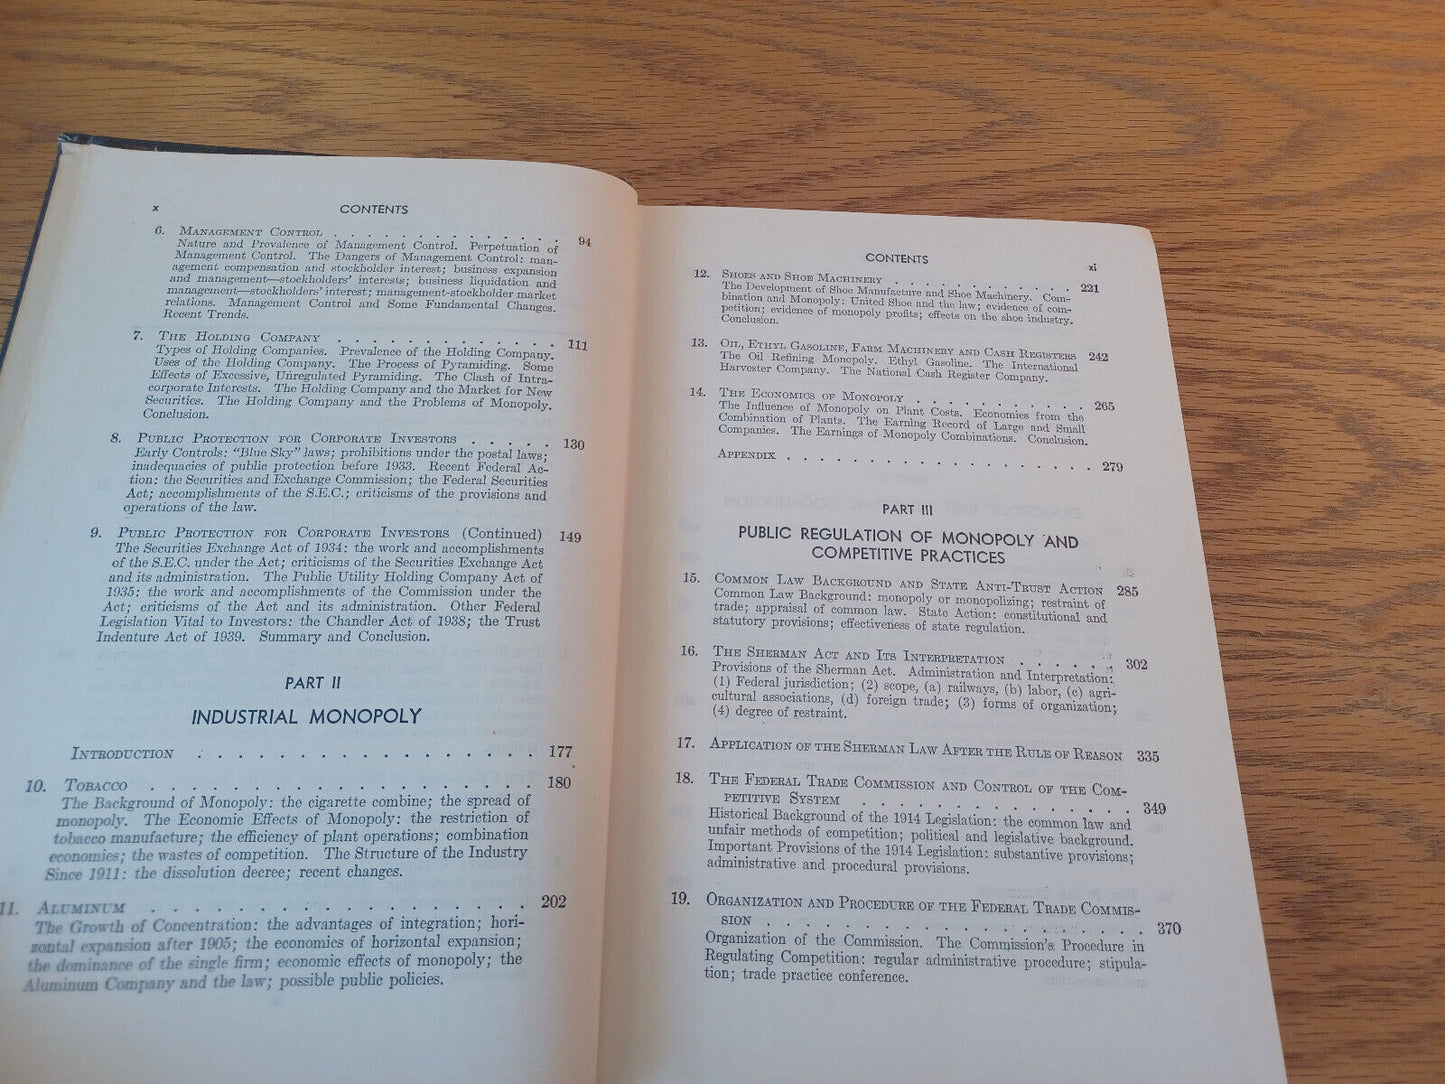 x CONTENTS
6. MANAGEMENT CONTROL . . . . . . . . . . . . . 94
Nature and Prevalence of Management Control. Perpetuation of
Management Control. The Dangers of Management Control: man-
agement compensation and stockholder interest; business expansion
and management—stockholders' interests; business liquidation and
management—stockholders' interest; management-stockholder market
relations. Management Control and Some Fundamental Changes.
Recent Trends.
7. THE HOLDING COMPANY . . . . . . . . . . . . 111
Types of Holding Companies. Prevalence of the Holding Company.
Uses of the Holding Company. The Process of Pyramiding. Some
Effects of Excessive, Unregulated Pyramiding. The Clash of Intra-
corporate Interests. The Holding Company and the Market for New
Securities. The Holding Company and the Problems of Monopoly.
Conclusion.
8. PUBLIC PROTECTION FOR CORPORATE INVESTORS . . . . . 130
Early Controls: "Blue Sky" laws; prohibitions under the postal laws;
inadequacies of public protection before 1933. Recent Federal Ac-
tion: the Securities and Exchange Commission; the Federal Securities
Act; accomplishments of the S.E.C.; criticisms of the provisions and
operations of the law.
9. PUBLIC PROTECTION FOR CORPORATE INVESTORS (Continued) 149
The Securities Exchange Act of 1934: the work and accomplishments
of the S.E.C. under the Act; criticisms of the Securities Exchange Act
and its administration. The Public Utility Holding Company Act of
1935: the work and accomplishments of the Commission under the
Act; criticisms of the Act and its administration. Other Federal
Legislation Vital to Investors: the Chandler Act of 1938; the Trust
Indenture Act of 1939. Summary and Conclusion.
PART II
INDUSTRIAL MONOPOLY
INTRODUCTION . . . . . . . . . . . . . . 177
10. TOBACCO . . . . . . . . . . . . . . . . . 180
The Background of Monopoly: the cigarette combine; the spread of
monopoly. The Economic Effects of Monopoly: the restriction of
tobacco manufacture; the efficiency of plant operations; combination
economies; the wastes of competition. The Structure of the Industry
Since 1911: the dissolution decree; recent changes.
11. ALUMINUM . . . . . . . . . . . . . . . . 202
The Growth of Concentration: the advantages of integration; hori-
zontal expansion after 1905; the economics of horizontal expansion;
the dominance of the single firm; economic effects of monopoly; the
Aluminum Company and the law; possible public policies.
CONTENTS xi
12. SHOES AND SHOE MACHINERY . . . . . . . . . . . 221
The Development of Shoe Manufacture and Shoe Machinery. Com-
bination and Monopoly: United Shoe and the law; evidence of com-
petition; evidence of monopoly profits; effects on the shoe industry.
Conclusion.
13. OIL, ETHYL GASOLINE, FARM MACHINERY AND CASH REGISTERS 242
The Oil Refining Monopoly. Ethyl Gasoline. The International
Harvester Company. The National Cash Register Company.
14. THE ECONOMICS OF MONOPOLY . . . . . . . . . . 265
The Influence of Monopoly on Plant Costs. Economies from the
Combination of Plants. The Earning Record of Large and Small
Companies. The Earnings of Monopoly Combinations. Conclusion.
APPENDIX . . . . . . . . . . . . . . . . . . 279
PART III
PUBLIC REGULATION OF MONOPOLY AND
COMPETITIVE PRACTICES
15. COMMON LAW BACKGROUND AND STATE ANTI-TRUST ACTION 285
Common Law Background: monopoly or monopolizing; restraint of
trade; appraisal of common law. State Action: constitutional and
statutory provisions; effectiveness of state regulation.
16. THE SHERMAN ACT AND ITS INTERPRETATION . . . . . . 302
Provisions of the Sherman Act. Administration and Interpretation:
(1) Federal jurisdiction; (2) scope, (a) railways, (b) labor, (c) agri-
cultural associations, (d) foreign trade; (3) forms of organization;
(4) degree of restraint.
17. APPLICATION OF THE SHERMAN LAW AFTER THE RULE OF REASON 335
18. THE FEDERAL TRADE COMMISSION AND CONTROL OF THE COM-
PETITIVE SYSTEM . . . . . . . . . . . . . . 349
Historical Background of the 1914 Legislation: the common law and
unfair methods of competition; political and legislative background.
Important Provisions of the 1914 Legislation: substantive provisions;
administrative and procedural provisions.
19. ORGANIZATION AND PROCEDURE OF THE FEDERAL TRADE COMMIS-
SION . . . . . . . . . . . . . . . . . . . 370
Organization of the Commission. The Commission's Procedure in
Regulating Competition: regular administrative procedure; stipula-
tion; trade practice conference.